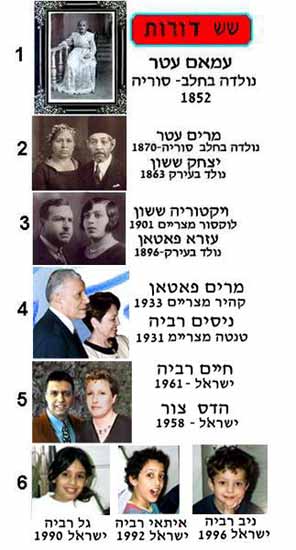 שש דורות
1
עמאם עטר
נולדה בחלב- סוריה
1852
2
מרים עטר
נולדה בחלב סוריה-1870
יצחק ששון
נולד בעירק 1863
3
ויקטוריה ששון
לוקסור מצריים 1901
עזרא פאטאן
נולד בעירק-1896
4
מרים פאטאן
קהיר מצריים 1933
ניסים רביה
טנטה מצריימ 1931
5
חיים רביה
ישראל -1961
הדס צור
ישראל - 1958
6
ניב רביה
ישראל 1996
איתאי רביה
ישראל 1992
גל רביה
ישראל 1990